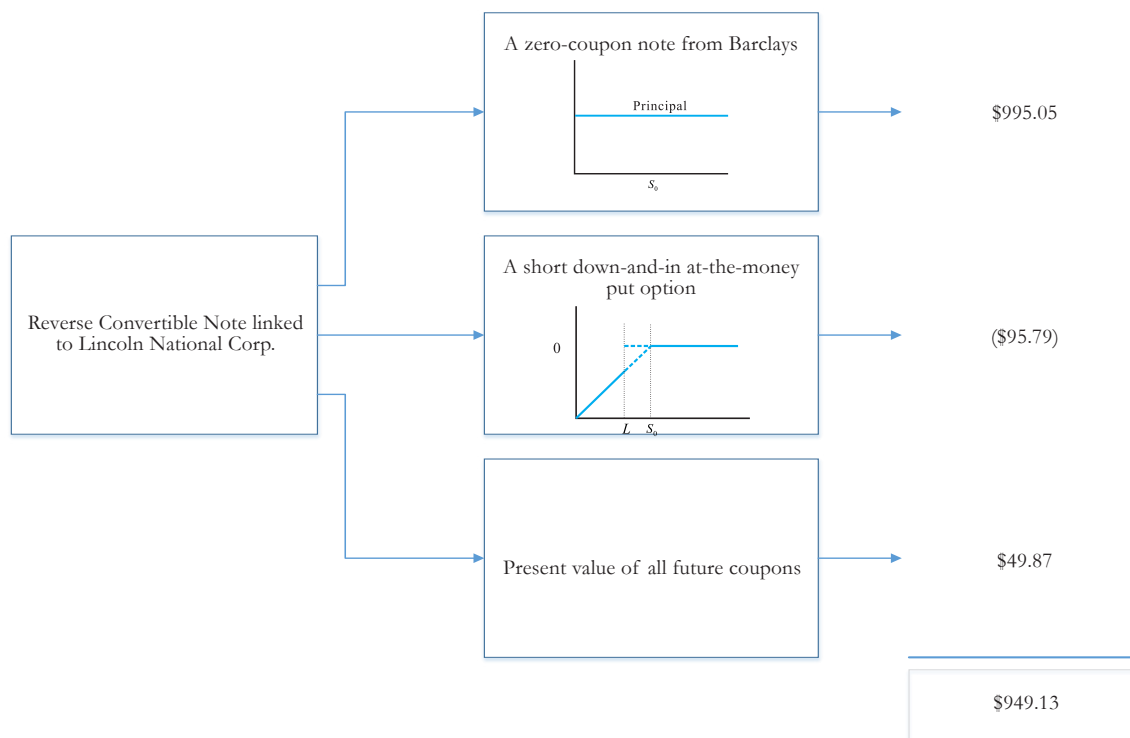 A zero-coupon note from Barclays
Principal
S₀
$995.05
Reverse Convertible Note linked
to Lincoln National Corp.
A short down-and-in at-the-money
put option
0
L S₀
($95.79)
Present value of all future coupons
$49.87
$949.13